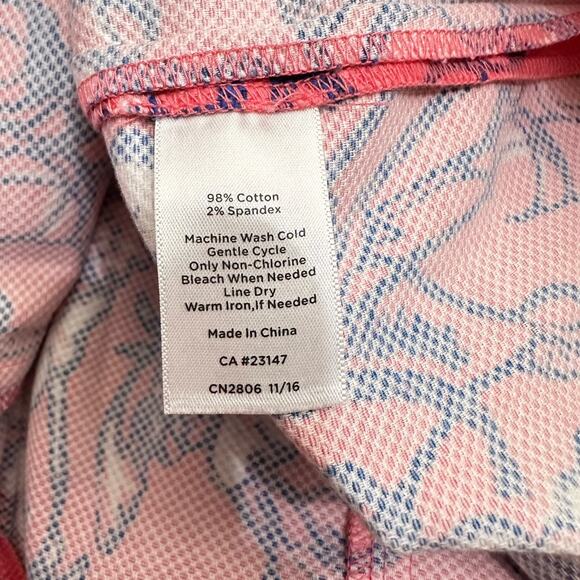 98% Cotton
2% Spandex
Machine Wash Cold
Gentle Cycle
Only Non-Chlorine
Bleach When Needed
Line Dry
Warm Iron,If Needed
Made In China
CA #23147
CN2806 11/16